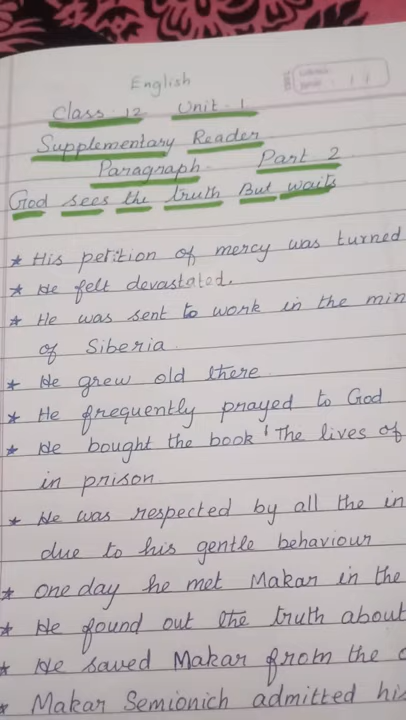 English
Class 12 Unit - 1
Supplementary Reader
Paragraph Part 2
God sees the truth But waits
* His petition of mercy was turned
* He felt devastated.
* He was sent to work in the
of Siberia
* He grew old there
* He frequently prayed to God
* He bought the book 'The lives of
in prison
* He was respected by all the
due to his gentle behaviour
* One day he met Makar in the
* He found out the truth about
* He saved Makar from the
* Makar Semionich admitted his